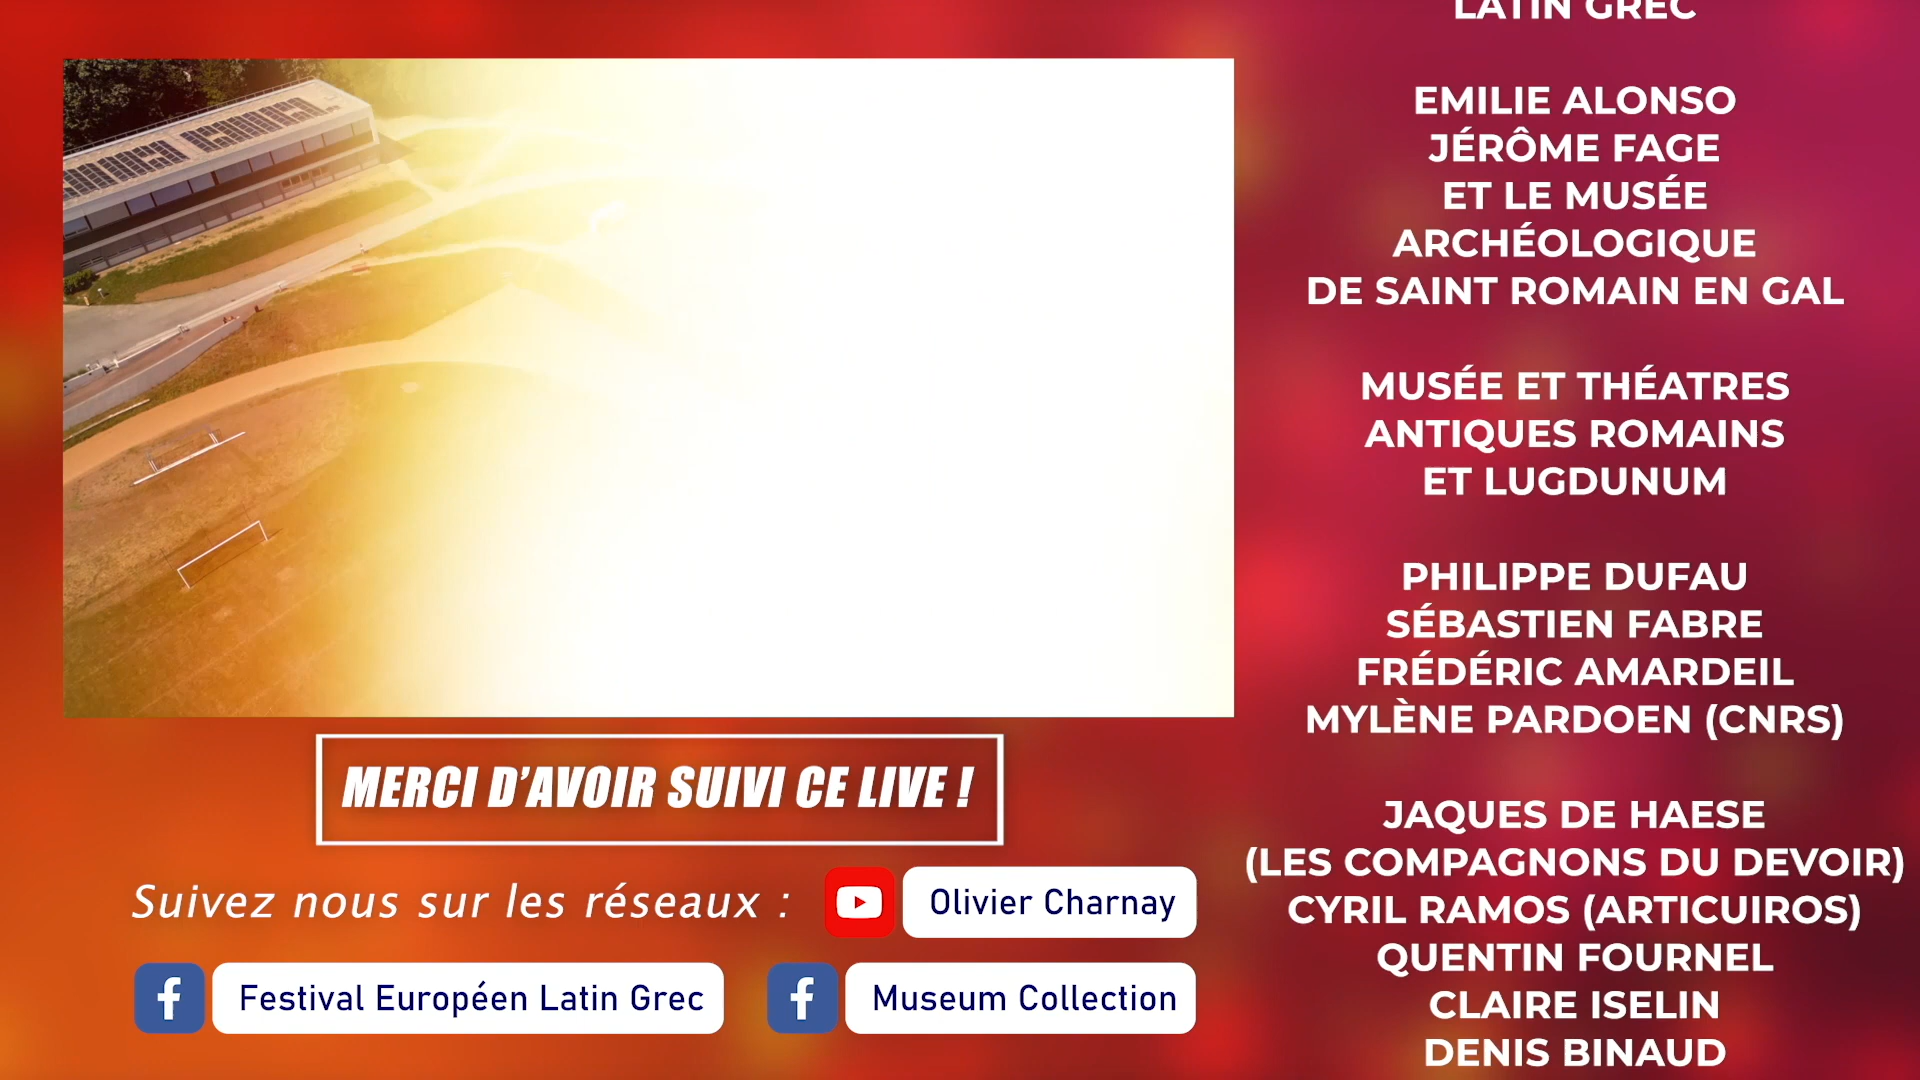 LATIN GREC
EMILIE ALONSO
JÉRÔME FAGE
ET LE MUSÉE
ARCHÉOLOGIQUE
DE SAINT ROMAIN EN GAL
MUSÉE ET THÉATRES
ANTIQUES ROMAINS
ET LUGDUNUM
PHILIPPE DUFAU
SÉBASTIEN FABRE
FRÉDÉRIC AMARDEIL
MYLÈNE PARDOEN (CNRS)
JAQUES DE HAESE
(LES COMPAGNONS DU DEVOIR)
CYRIL RAMOS (ARTICUIROS)
QUENTIN FOURNEL
CLAIRE ISELIN
DENIS BINAUD
MERCI D'AVOIR SUIVI CE LIVE !
Suivez nous sur les réseaux :
Olivier Charnay
Festival Européen Latin Grec
Museum Collection